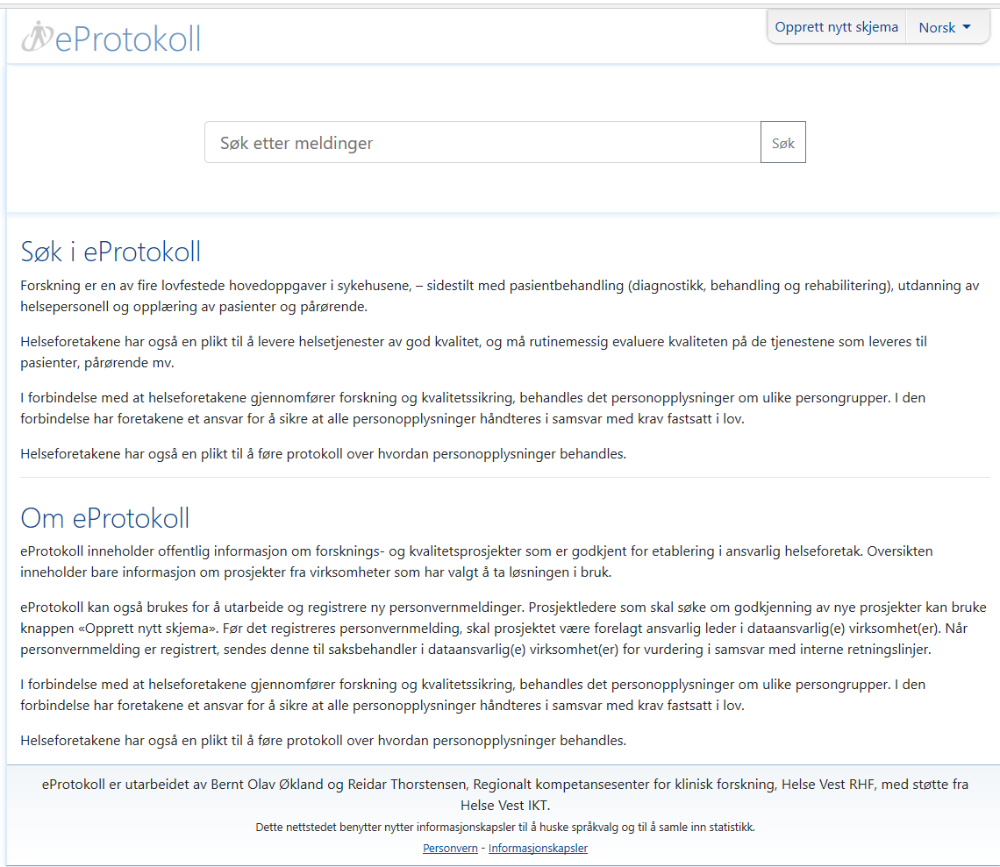 eProtokoll
Opprett nytt skjema
Norsk
Søk etter meldinger
Søk
Søk i eProtokoll
Forskning er en av fire lovfestede hovedoppgaver i sykehusene, – sidestilt med pasientbehandling (diagnostikk, behandling og rehabilitering), utdanning av
helsepersonell og opplæring av pasienter og pårørende.
Helseforetakene har også en plikt til å levere helsetjenester av god kvalitet, og må rutinemessig evaluere kvaliteten på de tjenestene som leveres til
pasienter, pårørende mv.
I forbindelse med at helseforetakene gjennomfører forskning og kvalitetssikring, behandles det personopplysninger om ulike persongrupper. I den
forbindelse har foretakene et ansvar for å sikre at alle personopplysninger håndteres i samsvar med krav fastsatt i lov.
Helseforetakene har også en plikt til å føre protokoll over hvordan personopplysninger behandles.
Om eProtokoll
eProtokoll inneholder offentlig informasjon om forsknings- og kvalitetsprosjekter som er godkjent for etablering i ansvarlig helseforetak. Oversikten
inneholder bare informasjon om prosjekter fra virksomheter som har valgt å ta løsningen i bruk.
eProtokoll kan også brukes for å utarbeide og registrere ny personvernmeldinger. Prosjektledere som skal søke om godkjenning av nye prosjekter kan bruke
knappen «Opprett nytt skjema». Før det registreres personvernmelding, skal prosjektet være forelagt ansvarlig leder i dataansvarlig(e) virksomhet(er). Når
personvernmelding er registrert, sendes denne til saksbehandler i dataansvarlig(e) virksomhet(er) for vurdering i samsvar med interne retningslinjer.
I forbindelse med at helseforetakene gjennomfører forskning og kvalitetssikring, behandles det personopplysninger om ulike persongrupper. I den
forbindelse har foretakene et ansvar for å sikre at alle personopplysninger håndteres i samsvar med krav fastsatt i lov.
Helseforetakene har også en plikt til å føre protokoll over hvordan personopplysninger behandles.
eProtokoll er utarbeidet av Bernt Olav Økland og Reidar Thorstensen, Regionalt kompetansesenter for klinisk forskning, Helse Vest RHF, med støtte fra
Helse Vest IKT.
Dette nettstedet benytter nytter informasjonskapsler til å huske språkvalg og til å samle inn statistikk.
Personvern - Informasjonskapsler